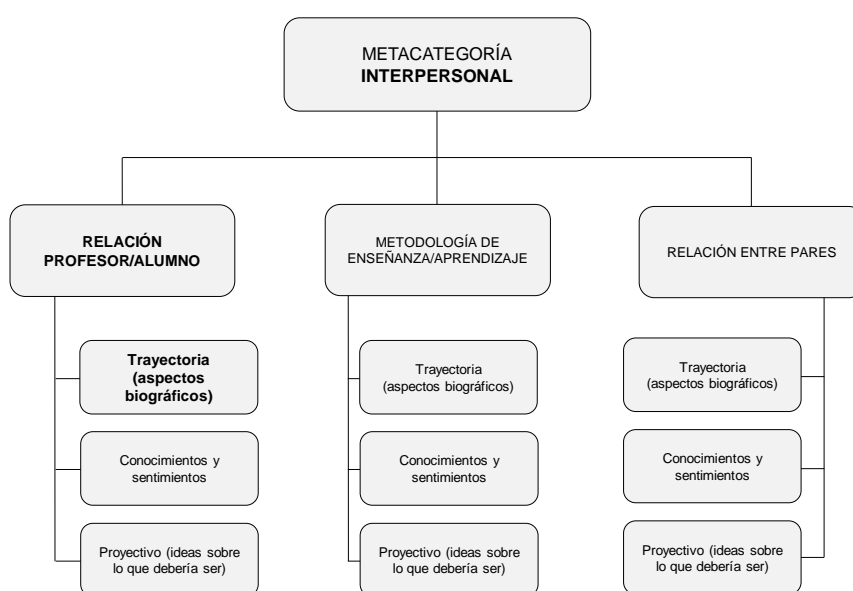 METACATEGORÍA
INTERPERSONAL
RELACIÓN
PROFESOR/ALUMNO
METODOLOGÍA DE
ENSEÑANZA/APRENDIZAJE
RELACIÓN ENTRE PARES
Trayectoria
(aspectos
biográficos)
Trayectoria
(aspectos biográficos)
Trayectoria
(aspectos biográficos)
Conocimientos y
sentimientos
Conocimientos y
sentimientos
Conocimientos y
sentimientos
Proyectivo (ideas sobre
lo que debería ser)
Proyectivo (ideas sobre
lo que debería ser)
Proyectivo (ideas sobre
lo que debería ser)